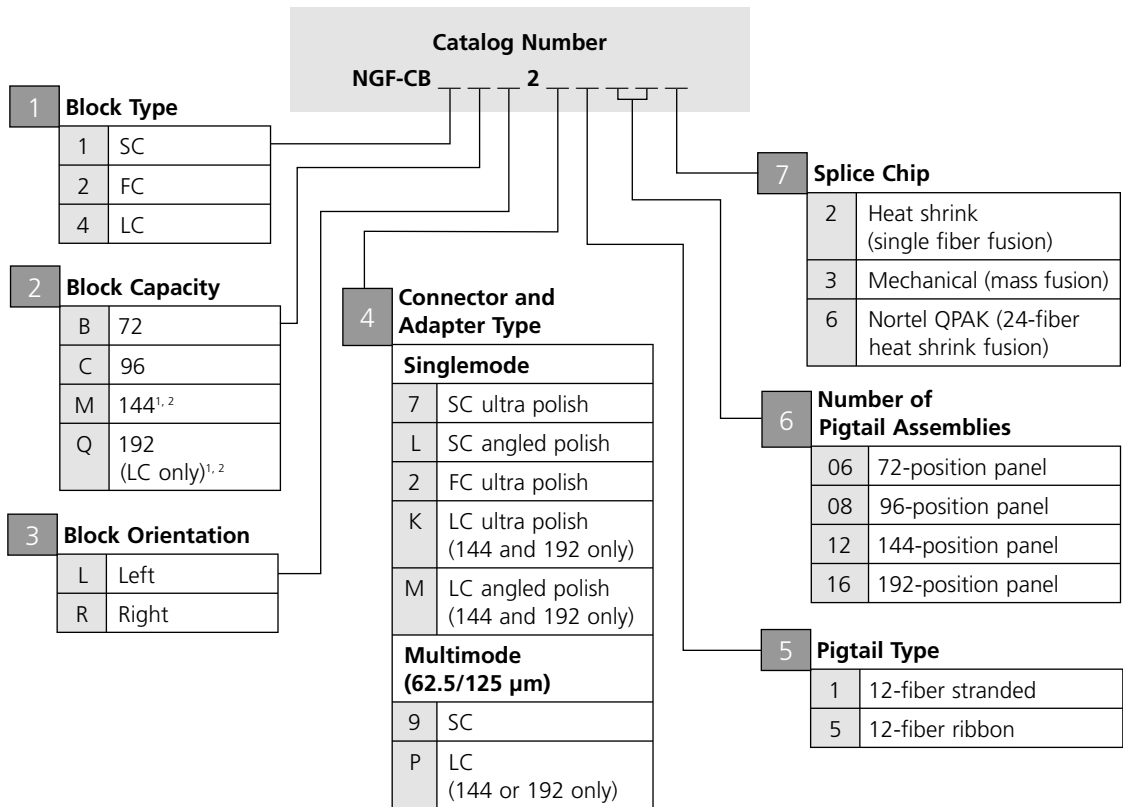 Catalog Number
NGF-CB _ _ _ 2 _ _ _ _ _
1 Block Type
1 SC
2 FC
4 LC
2 Block Capacity
B 72
C 96
M 144¹, ²
Q 192
(LC only)¹, ²
3 Block Orientation
L Left
R Right
4 Connector and
Adapter Type
Singlemode
7 SC ultra polish
L SC angled polish
2 FC ultra polish
K LC ultra polish
(144 and 192 only)
M LC angled polish
(144 and 192 only)
Multimode
(62.5/125 µm)
9 SC
P LC
(144 or 192 only)
7 Splice Chip
2 Heat shrink
(single fiber fusion)
3 Mechanical (mass fusion)
6 Nortel QPAK (24-fiber
heat shrink fusion)
6 Number of
Pigtail Assemblies
06 72-position panel
08 96-position panel
12 144-position panel
16 192-position panel
5 Pigtail Type
1 12-fiber stranded
5 12-fiber ribbon